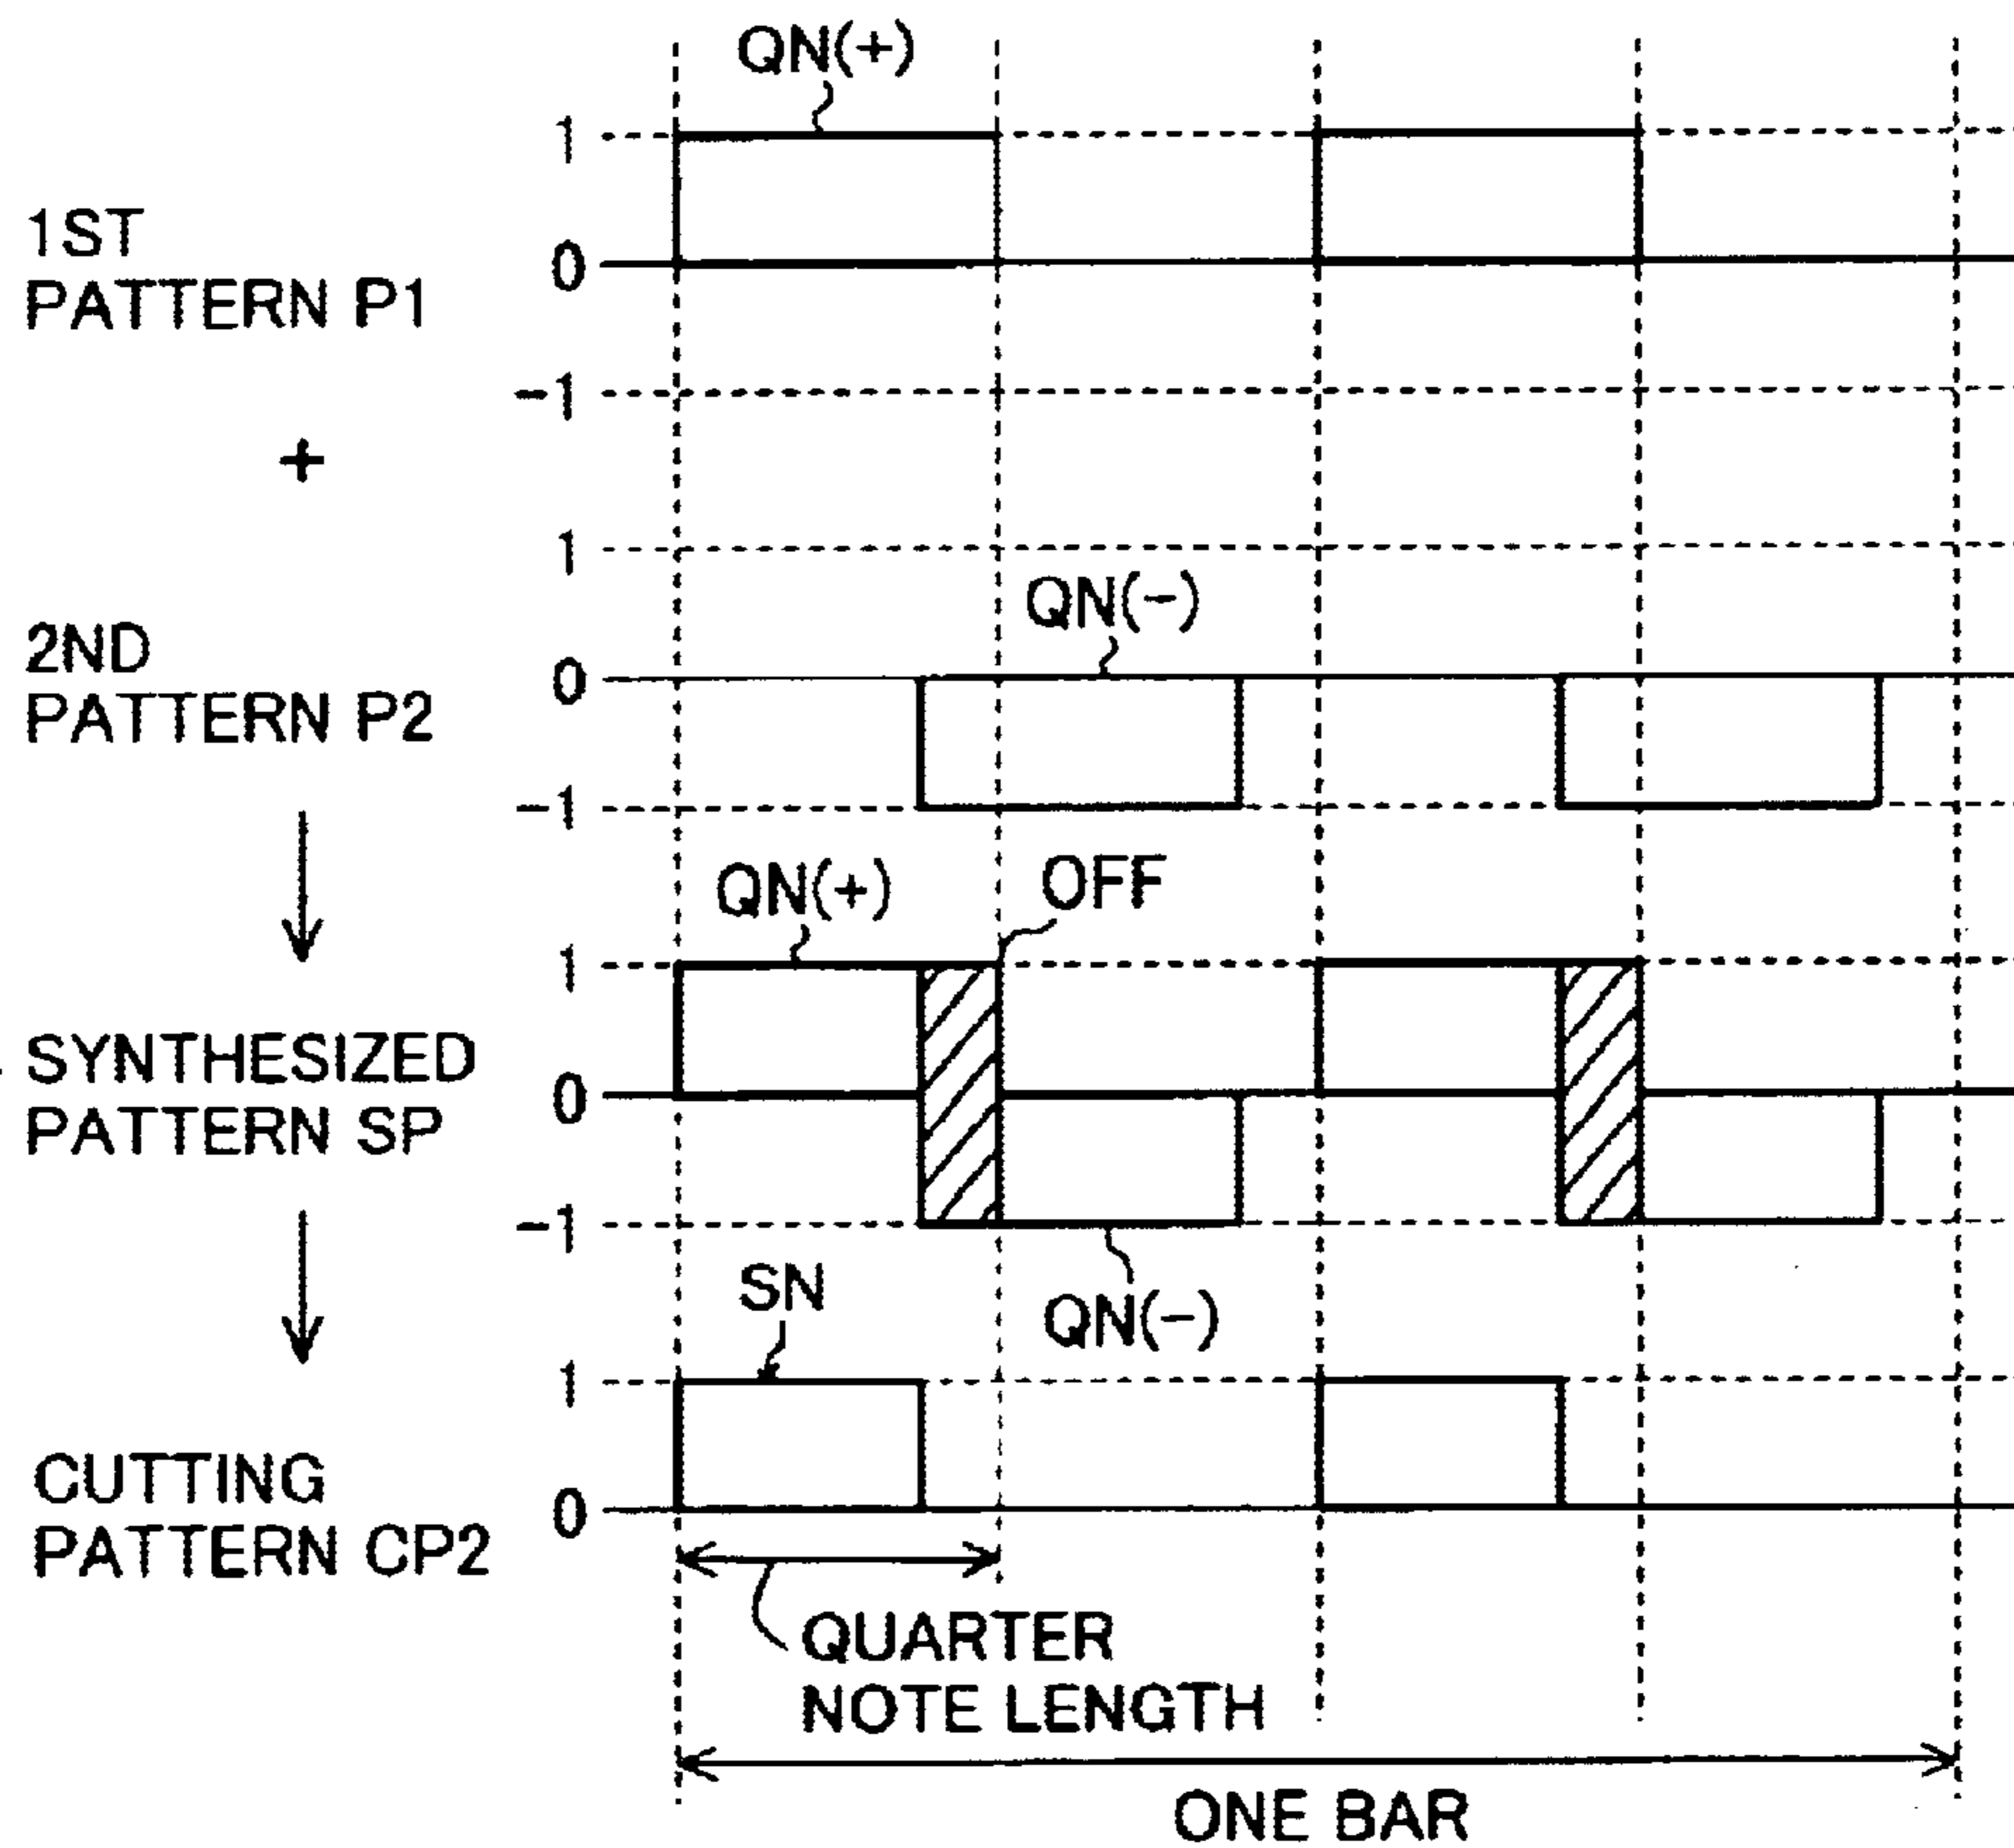 QN(+)
1
1ST
PATTERN P1
0
-1
+
1
QN(-)
2ND
PATTERN P2
0
-1
QN(+)
OFF
1
SYNTHESIZED
PATTERN SP
0
-1
SN
QN(-)
1
CUTTING
PATTERN CP2
0
QUARTER
NOTE LENGTH
ONE BAR